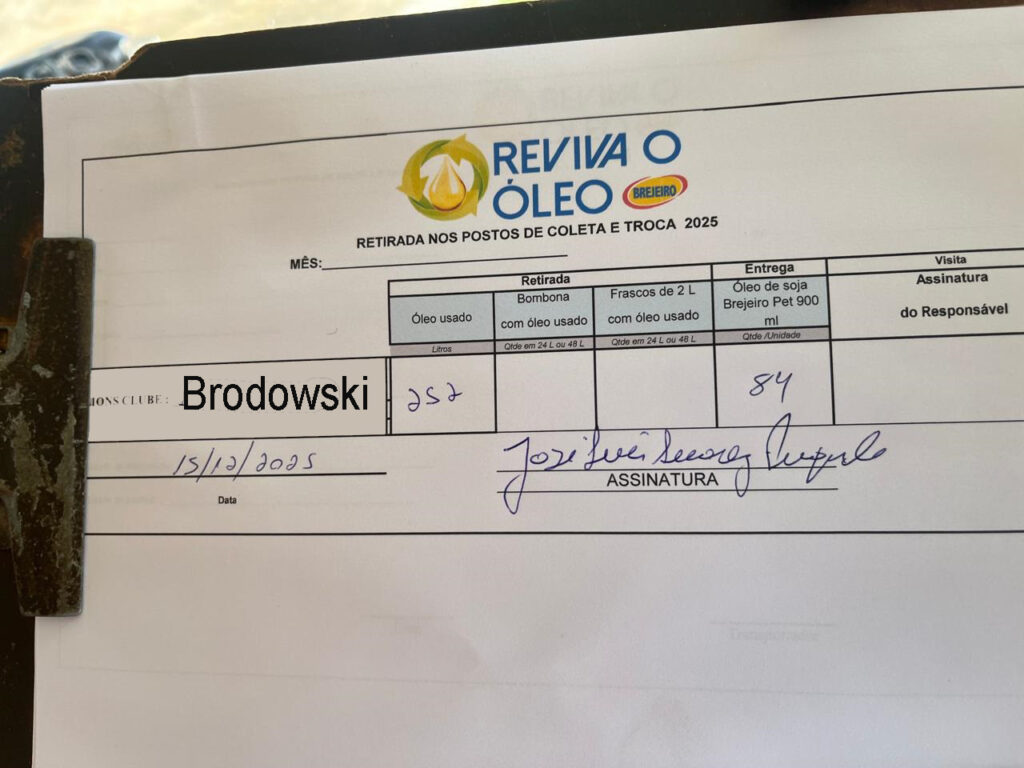 REVIVA O
ÓLEO BREJEIRO
RETIRADA NOS POSTOS DE COLETA E TROCA 2025
MÊS:
Retirada Entrega Visita
Óleo usado
Bombona
com óleo usado
Frascos de 2 L
com óleo usado
Óleo de soja
Brejeiro Pet 900
ml
Assinatura
do Responsável
Litros Qtde em 24 L ou 48 L Qtde em 24 L ou 48 L Qtde /Unidade
IONS CLUBE : Brodowski 252 84
15/12/2025
José Luís
ASSINATURA
Data
Transportador